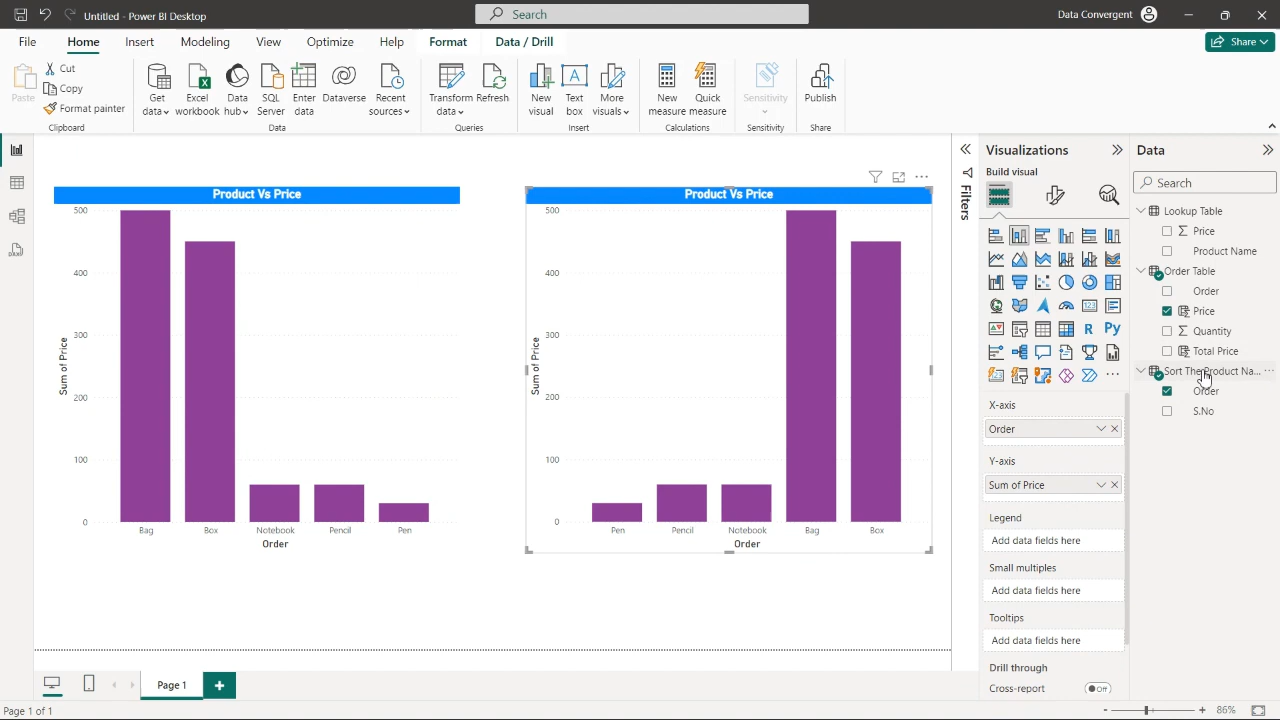 Untitled - Power BI Desktop
Search
Data Convergent
File
Home
Insert
Modeling
View
Optimize
Help
Format
Data / Drill
Share
Paste
Cut
Copy
Format painter
Clipboard
Get data
Excel workbook
Data hub
SQL Server
Enter data
Dataverse
Recent sources
Data
Transform data
Refresh
Queries
New visual
Text box
More visuals
Insert
New measure
Quick measure
Calculations
Sensitivity
Sensitivity
Publish
Share
Product Vs Price
500
400
300
200
100
0
Sum of Price
Bag
Box
Notebook
Pencil
Pen
Order
Product Vs Price
500
400
300
200
100
0
Sum of Price
Pen
Pencil
Notebook
Bag
Box
Order
Filters
Visualizations
Build visual
123
R
Py
X-axis
Order
Y-axis
Sum of Price
Legend
Add data fields here
Small multiples
Add data fields here
Tooltips
Add data fields here
Drill through
Cross-report
Off
Data
Search
Lookup Table
Price
Product Name
Order Table
Order
Price
Quantity
Total Price
Sort The Product Na...
Order
S.No
Page 1
Page 1 of 1
86%